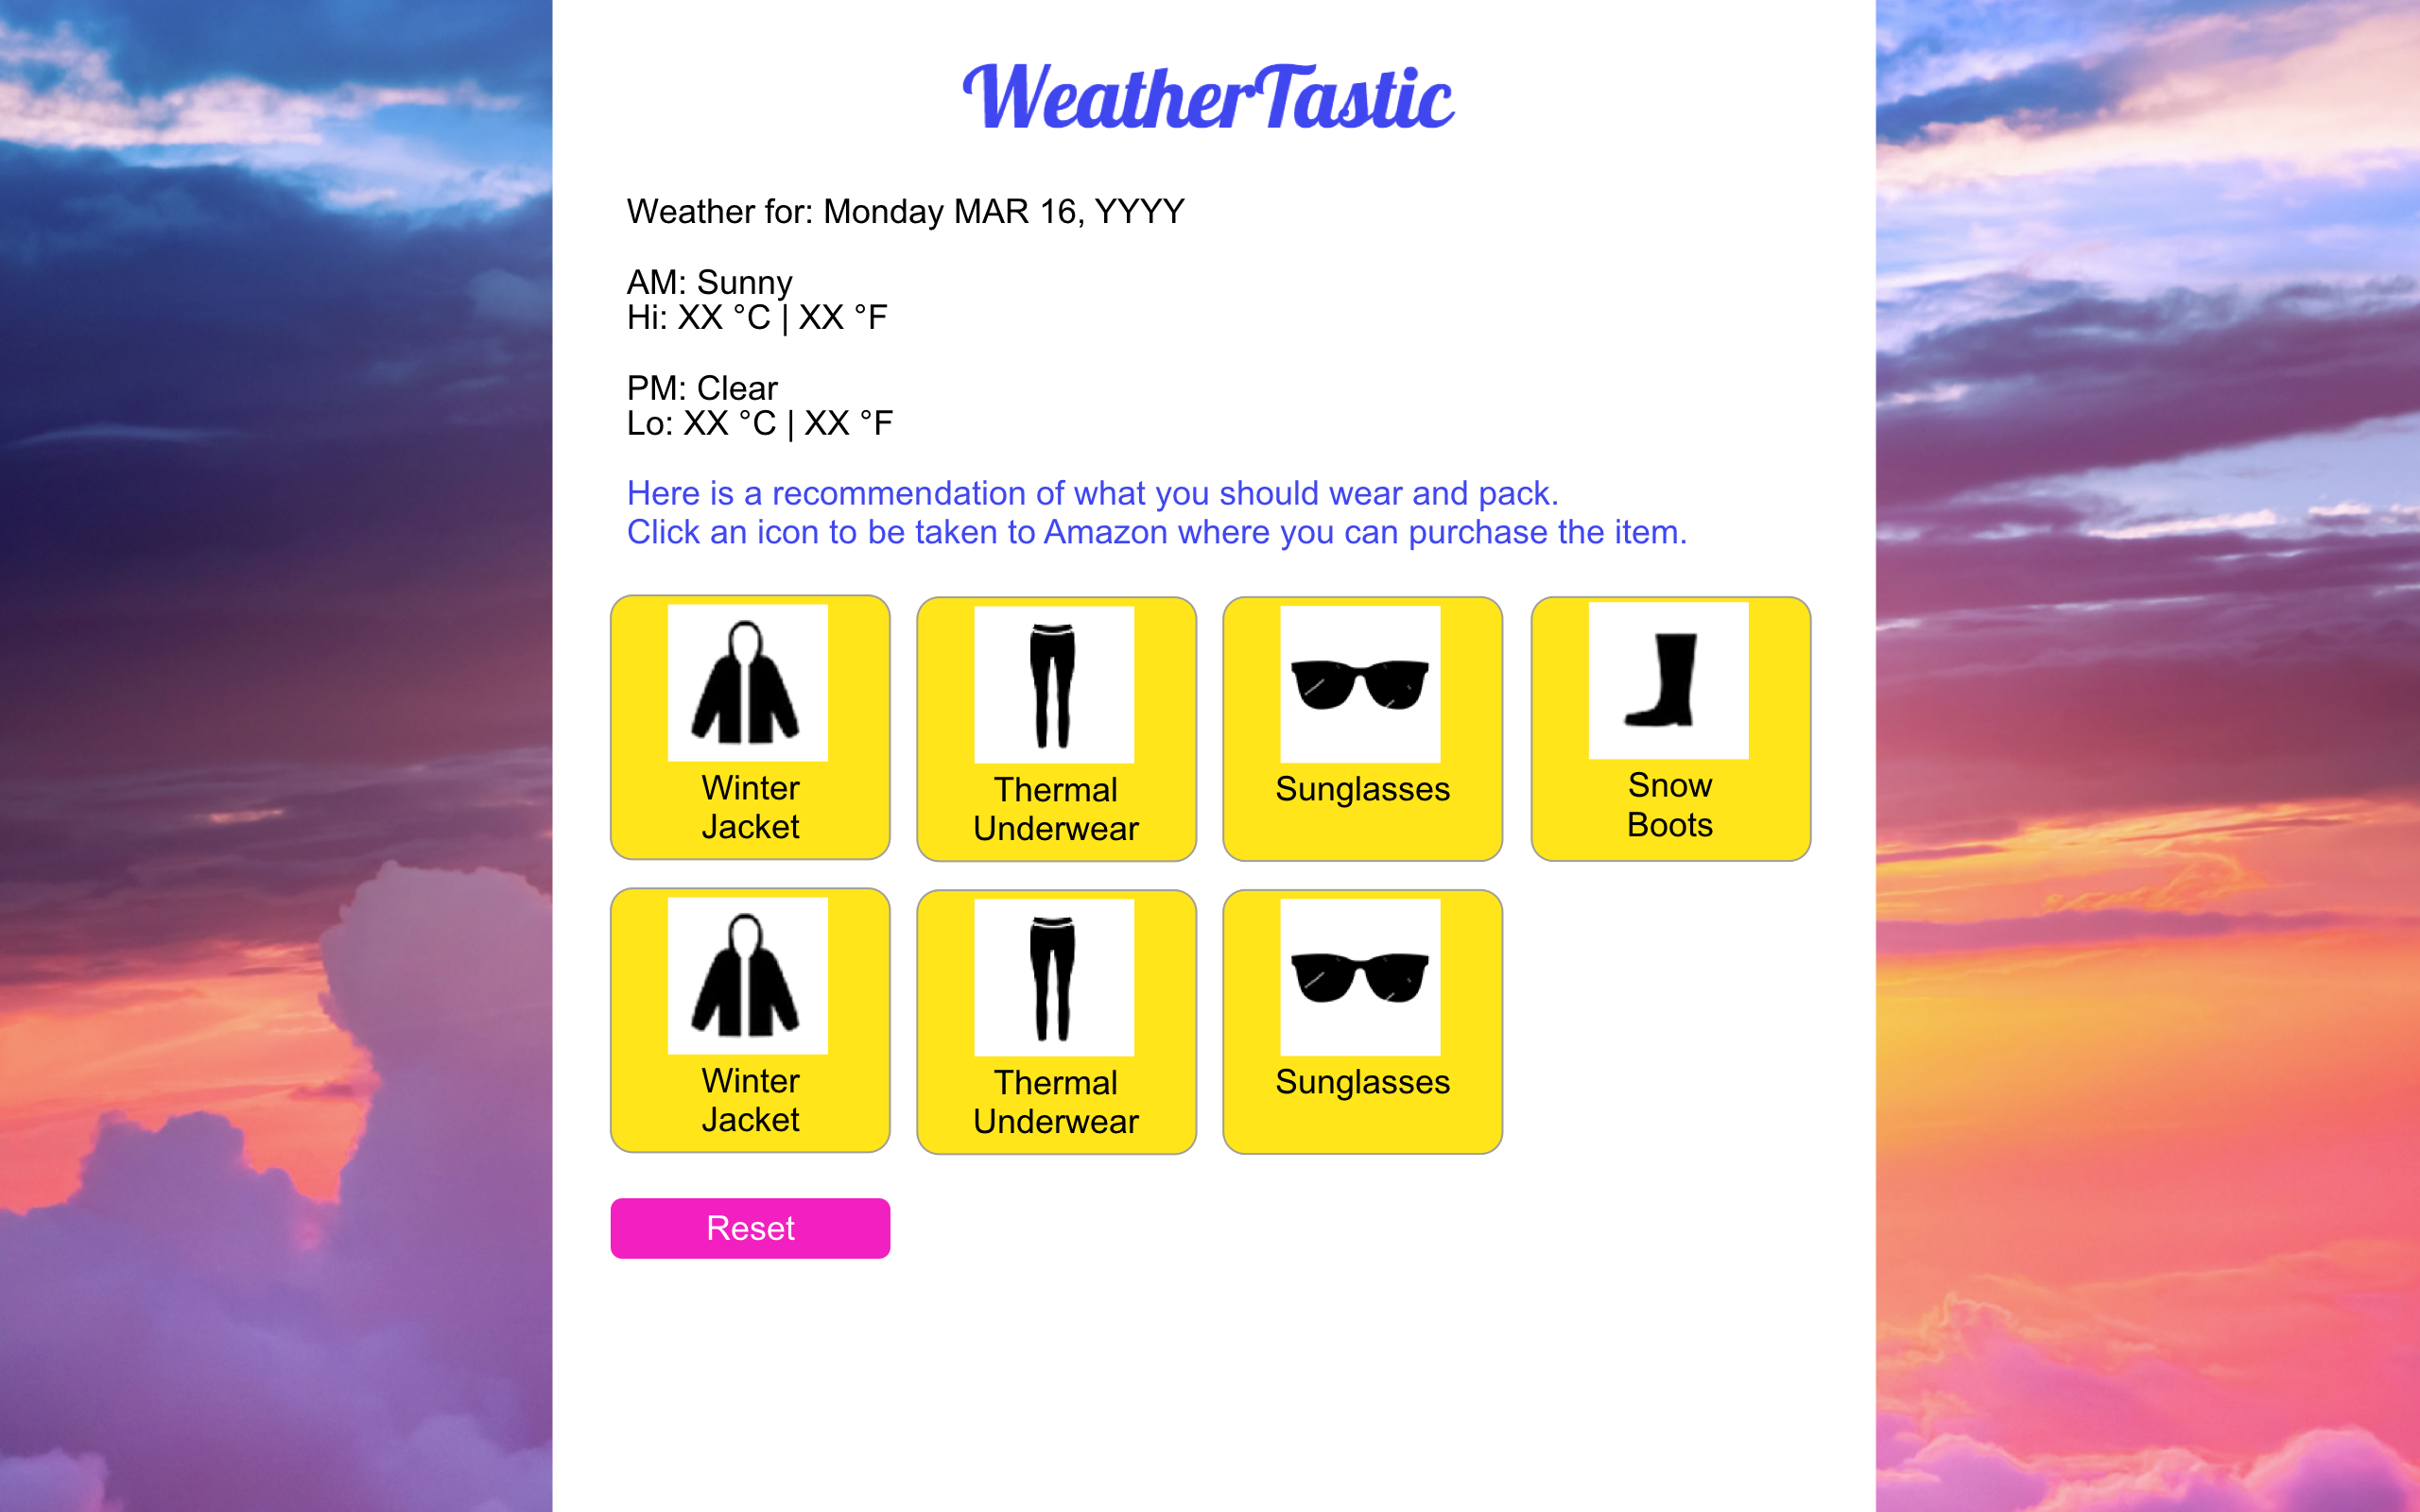 WeatherTastic
Weather for: Monday MAR 16, YYYY
AM: Sunny
Hi: XX °C | XX °F
PM: Clear
Lo: XX °C | XX °F
Here is a recommendation of what you should wear and pack.
Click an icon to be taken to Amazon where you can purchase the item.
Winter
Jacket
Thermal
Underwear
Sunglasses
Snow
Boots
Winter
Jacket
Thermal
Underwear
Sunglasses
Reset